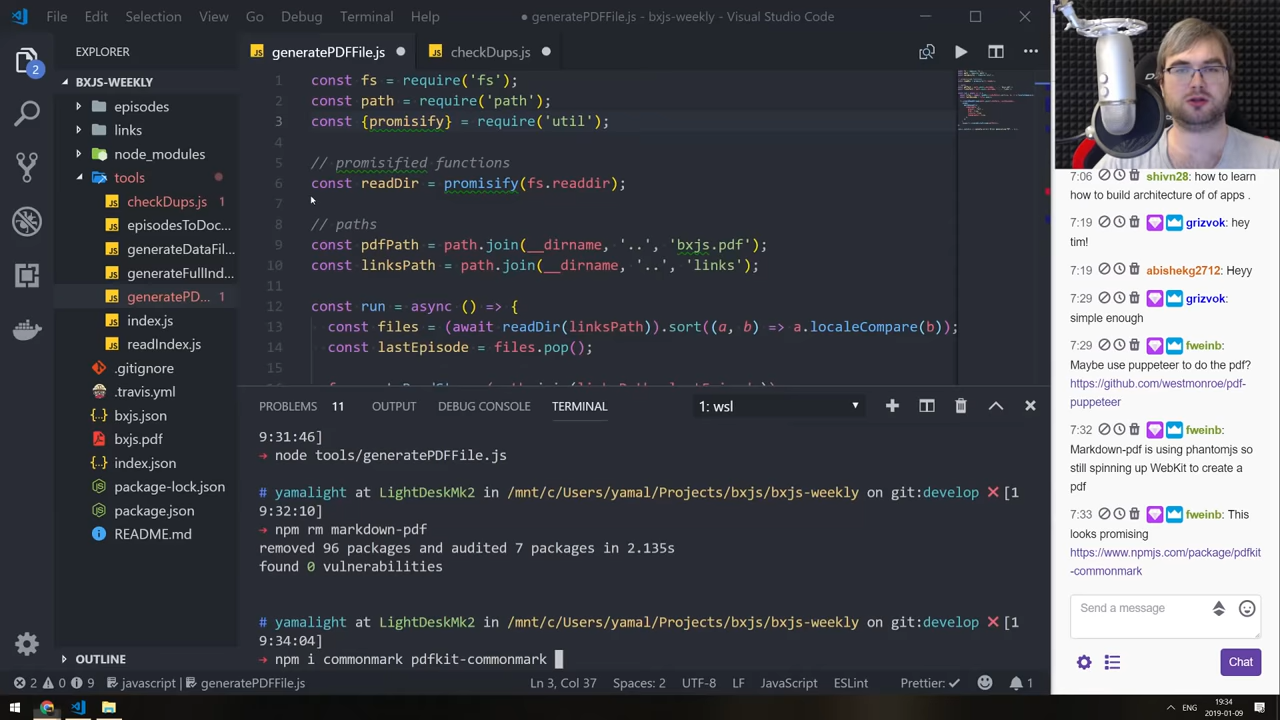 File Edit Selection View Go Debug Terminal Help
● generatePDFFile.js - bxjs-weekly - Visual Studio Code
EXPLORER
2
BXJS-WEEKLY
episodes
links
node_modules
tools
checkDups.js 1
episodesToDoc...
generateDataFil...
generateFullInd...
generatePD... 1
index.js
readIndex.js
.gitignore
.travis.yml
bxjs.json
bxjs.pdf
index.json
package-lock.json
package.json
README.md
OUTLINE
JS generatePDFFile.js ●
JS checkDups.js ●
1 const fs = require('fs');
2 const path = require('path');
3 const {promisify} = require('util');
4
5 // promisified functions
6 const readDir = promisify(fs.readdir);
7
8 // paths
9 const pdfPath = path.join(__dirname, '..', 'bxjs.pdf');
10 const linksPath = path.join(__dirname, '..', 'links');
11
12 const run = async () => {
13 const files = (await readDir(linksPath)).sort((a, b) => a.localeCompare(b));
14 const lastEpisode = files.pop();
15
PROBLEMS 11 OUTPUT DEBUG CONSOLE TERMINAL 1: wsl
9:31:46]
→ node tools/generatePDFFile.js
# yamalight at LightDeskMk2 in /mnt/c/Users/yamal/Projects/bxjs/bxjs-weekly on git:develop ❌ [1
9:32:10]
→ npm rm markdown-pdf
removed 96 packages and audited 7 packages in 2.135s
found 0 vulnerabilities
# yamalight at LightDeskMk2 in /mnt/c/Users/yamal/Projects/bxjs/bxjs-weekly on git:develop ❌ [1
9:34:04]
→ npm i commonmark pdfkit-commonmark
2 0 9 javascript generatePDFFile.js Ln 3, Col 37 Spaces: 2 UTF-8 LF JavaScript ESLint Prettier: ✓ 1
7:06 shivn28: how to learn
how to build architecture of of apps .
7:19 grizvok: hey
tim!
7:19 abishekg2712: Heyy
7:29 grizvok:
simple enough
7:29 fweinb:
Maybe use puppeteer to do the pdf?
https://github.com/westmonroe/pdf-
puppeteer
7:32 fweinb:
Markdown-pdf is using phantomjs so
still spinning up WebKit to create a
pdf
7:33 fweinb: This
looks promising
https://www.npmjs.com/package/pdfkit
-commonmark
Send a message
Chat
ENG
19:34
2019-01-09